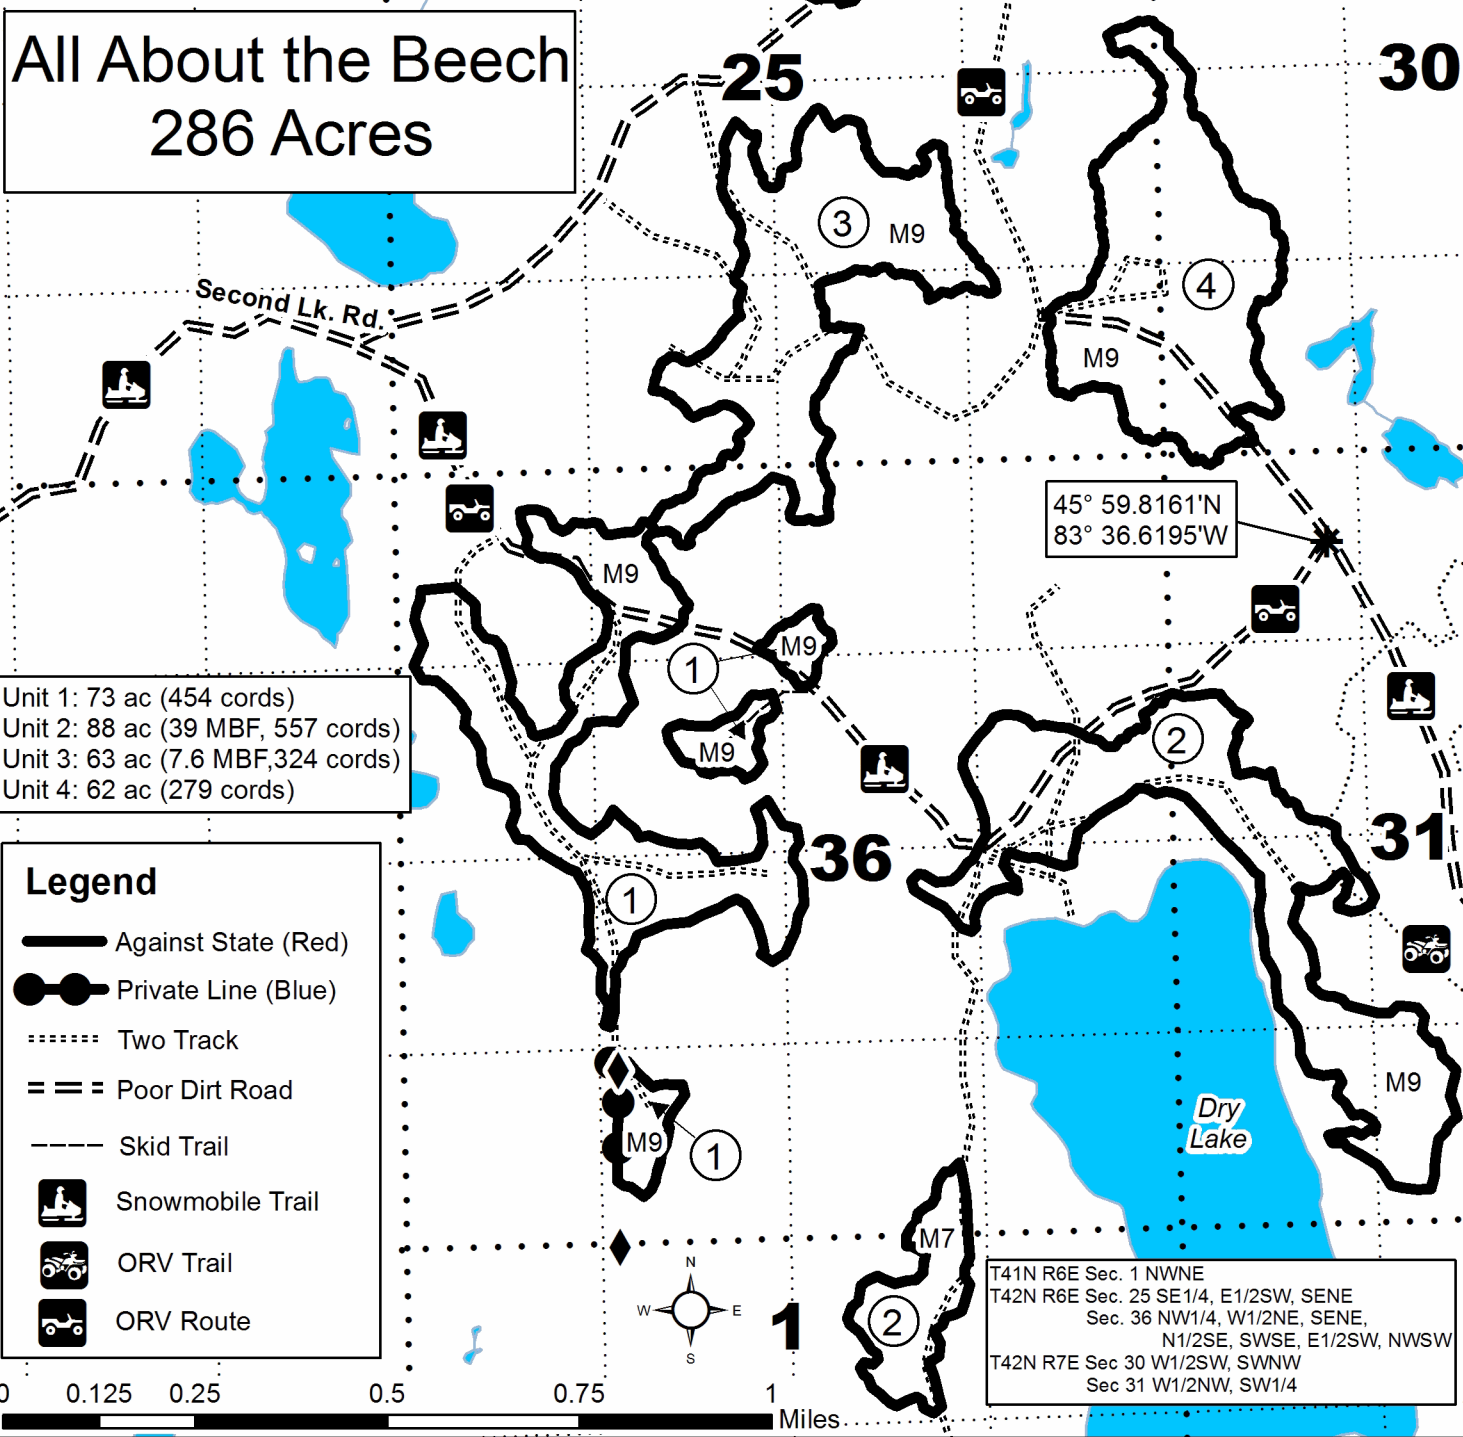 All About the Beech
286 Acres
25
30
3
M9
4
Second Lk. Rd.
M9
45° 59.8161'N
83° 36.6195'W
M9
M9
1
Unit 1: 73 ac (454 cords)
Unit 2: 88 ac (39 MBF, 557 cords)
Unit 3: 63 ac (7.6 MBF,324 cords)
Unit 4: 62 ac (279 cords)
M9
2
36
31
Legend
1
Against State (Red)
Private Line (Blue)
Two Track
Poor Dirt Road
Skid Trail
Snowmobile Trail
ORV Trail
ORV Route
M9
Dry
Lake
M9
1
M7
N
W
E
S
1
2
T41N R6E Sec. 1 NWNE
T42N R6E Sec. 25 SE1/4, E1/2SW, SENE
Sec. 36 NW1/4, W1/2NE, SENE,
N1/2SE, SWSE, E1/2SW, NWSW
T42N R7E Sec 30 W1/2SW, SWNW
Sec 31 W1/2NW, SW1/4
0 0.125 0.25 0.5 0.75 1
Miles